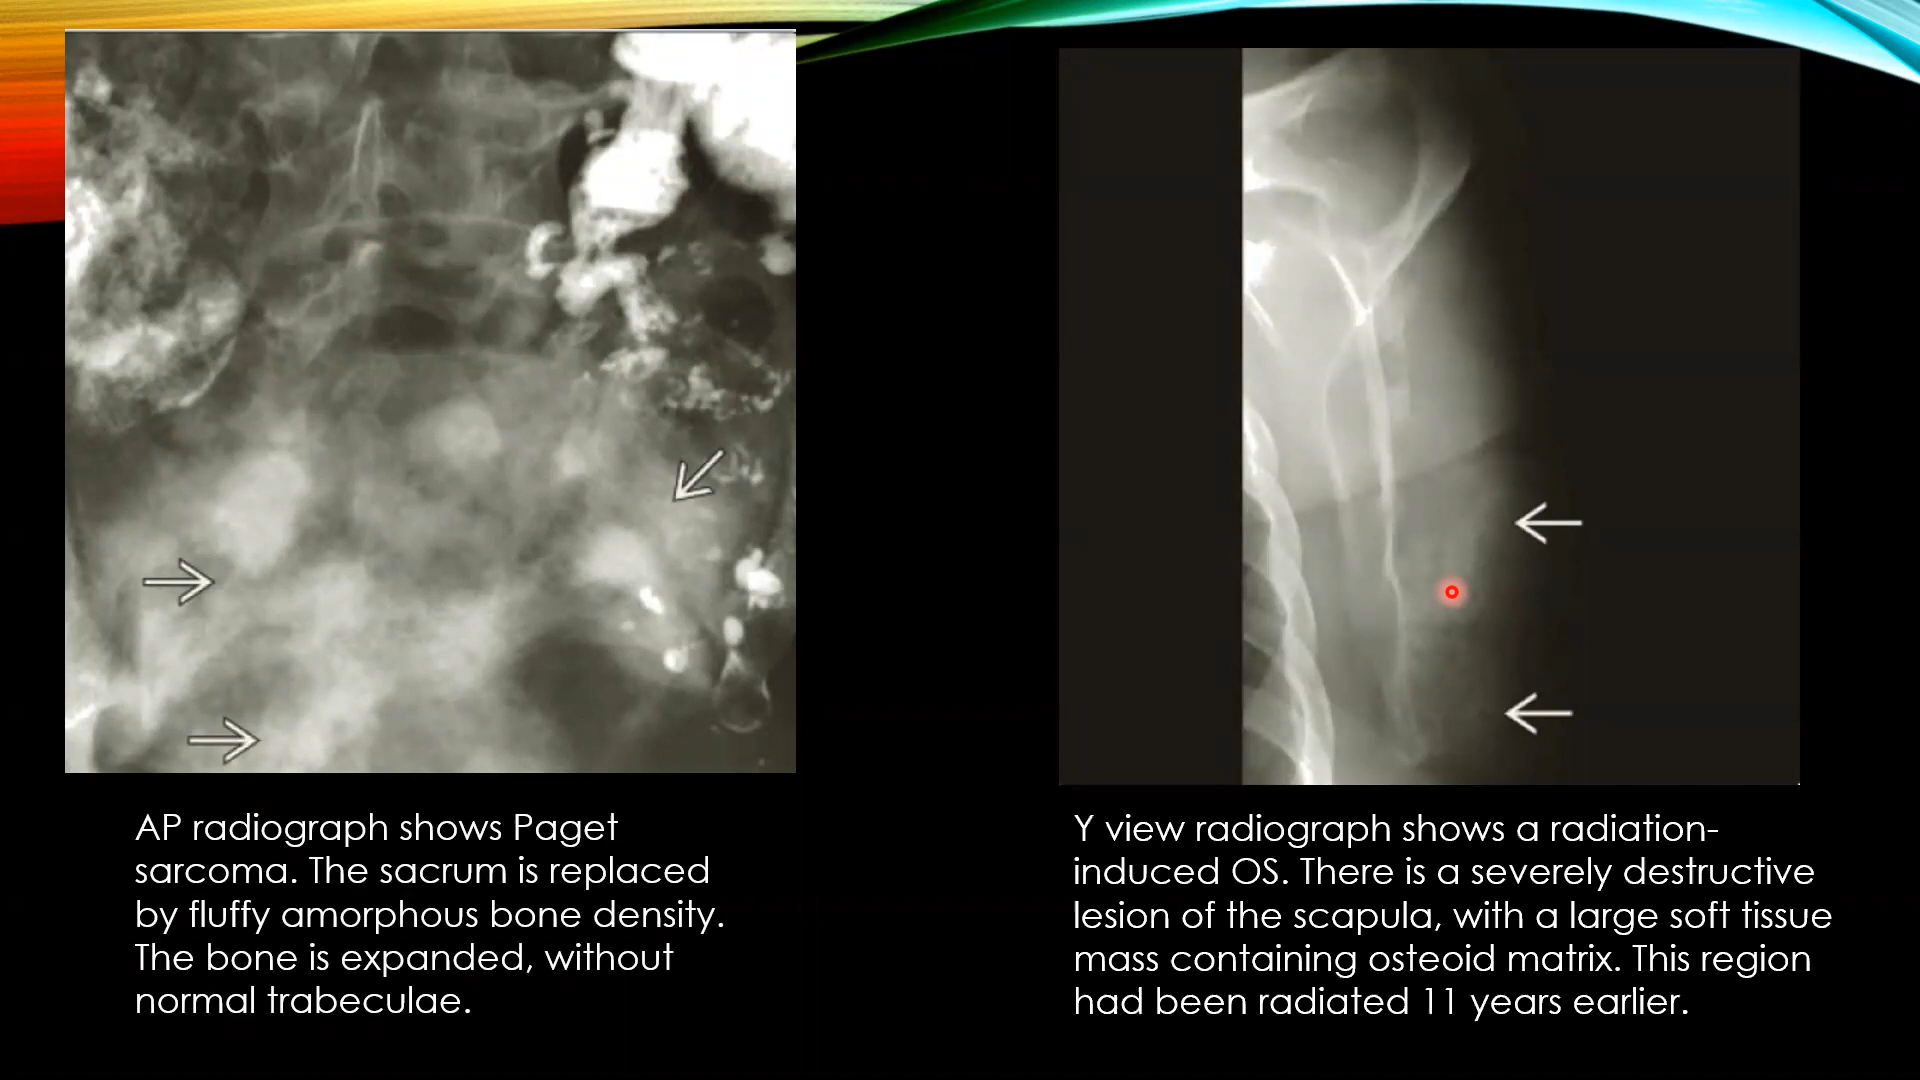 AP radiograph shows Paget
sarcoma. The sacrum is replaced
by fluffy amorphous bone density.
The bone is expanded, without
normal trabeculae.
Y view radiograph shows a radiation-
induced OS. There is a severely destructive
lesion of the scapula, with a large soft tissue
mass containing osteoid matrix. This region
had been radiated 11 years earlier.